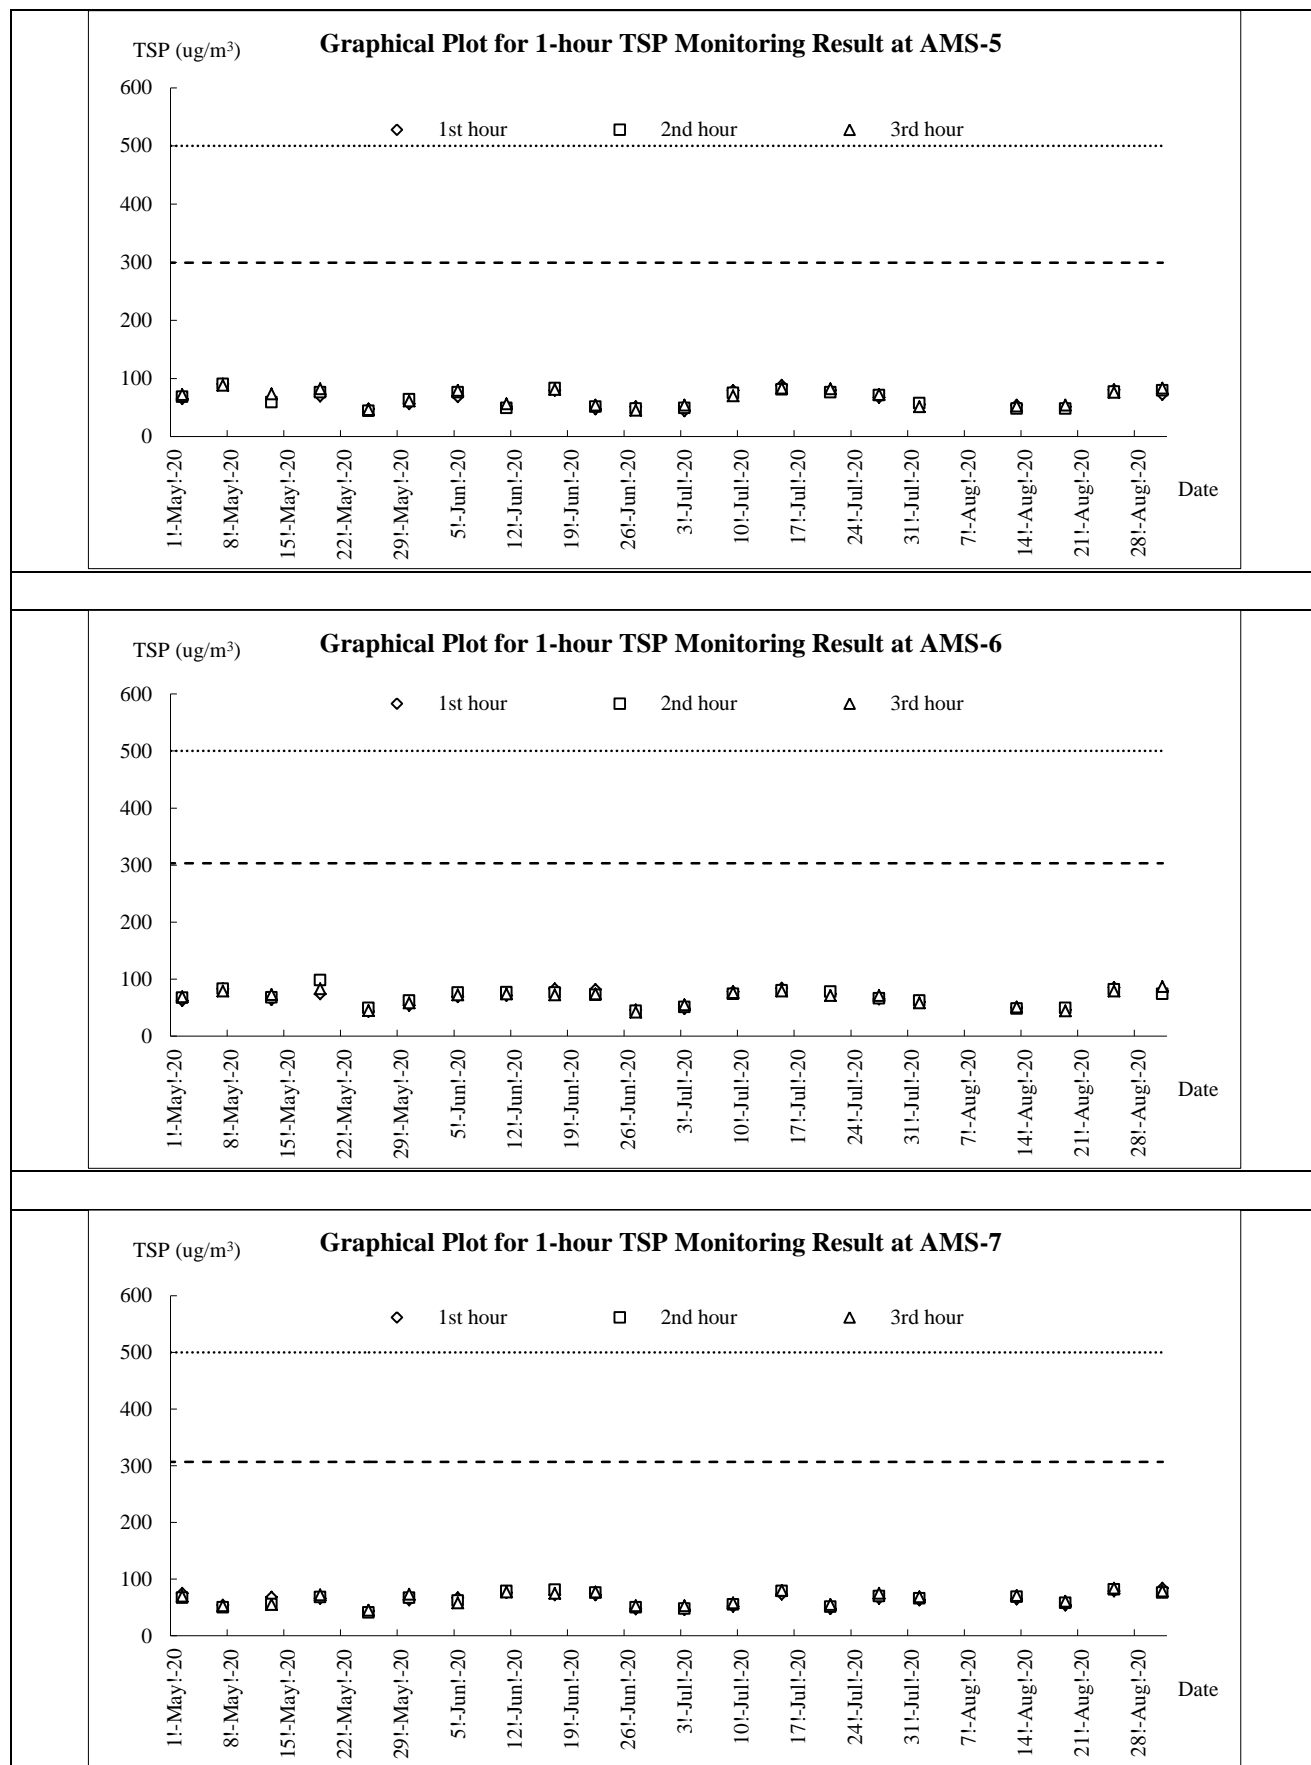 TSP (ug/m³)
Graphical Plot for 1-hour TSP Monitoring Result at AMS-5
600
1st hour 2nd hour 3rd hour
500
400
300
200
100
0
1!-May!-20 8!-May!-20 15!-May!-20 22!-May!-20 29!-May!-20 5!-Jun!-20 12!-Jun!-20 19!-Jun!-20 26!-Jun!-20 3!-Jul!-20 10!-Jul!-20 17!-Jul!-20 24!-Jul!-20 31!-Jul!-20 7!-Aug!-20 14!-Aug!-20 21!-Aug!-20 28!-Aug!-20
Date
TSP (ug/m³)
Graphical Plot for 1-hour TSP Monitoring Result at AMS-6
600
1st hour 2nd hour 3rd hour
500
400
300
200
100
0
1!-May!-20 8!-May!-20 15!-May!-20 22!-May!-20 29!-May!-20 5!-Jun!-20 12!-Jun!-20 19!-Jun!-20 26!-Jun!-20 3!-Jul!-20 10!-Jul!-20 17!-Jul!-20 24!-Jul!-20 31!-Jul!-20 7!-Aug!-20 14!-Aug!-20 21!-Aug!-20 28!-Aug!-20
Date
TSP (ug/m³)
Graphical Plot for 1-hour TSP Monitoring Result at AMS-7
600
1st hour 2nd hour 3rd hour
500
400
300
200
100
0
1!-May!-20 8!-May!-20 15!-May!-20 22!-May!-20 29!-May!-20 5!-Jun!-20 12!-Jun!-20 19!-Jun!-20 26!-Jun!-20 3!-Jul!-20 10!-Jul!-20 17!-Jul!-20 24!-Jul!-20 31!-Jul!-20 7!-Aug!-20 14!-Aug!-20 21!-Aug!-20 28!-Aug!-20
Date